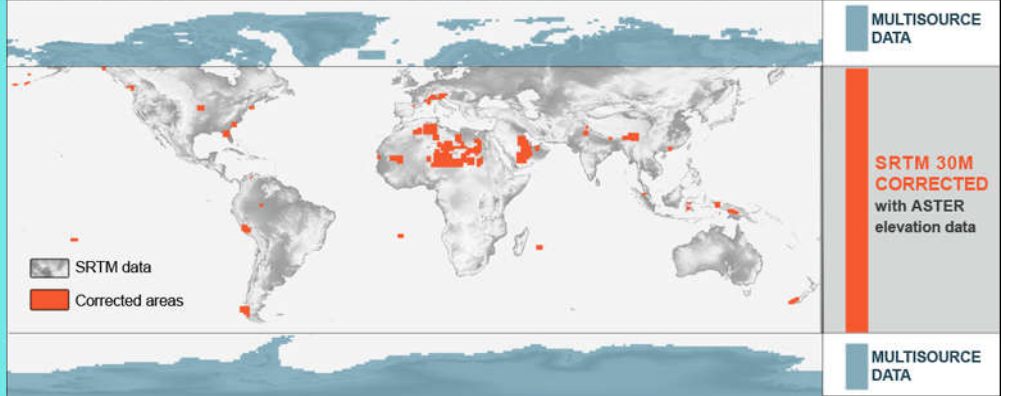 MULTISOURCE
DATA
SRTM 30M
CORRECTED
with ASTER
elevation data
SRTM data
Corrected areas
MULTISOURCE
DATA